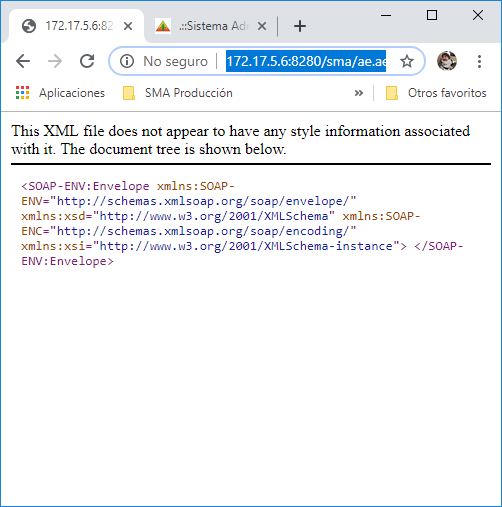 172.17.5.6:82
.::Sistema Adm
No seguro
172.17.5.6:8280/sma/ae.ae
Aplicaciones
SMA Producción
»
Otros favoritos
This XML file does not appear to have any style information associated
with it. The document tree is shown below.
<SOAP-ENV:Envelope xmlns:SOAP-
ENV="http://schemas.xmlsoap.org/soap/envelope/"
xmlns:xsd="http://www.w3.org/2001/XMLSchema" xmlns:SOAP-
ENC="http://schemas.xmlsoap.org/soap/encoding/"
xmlns:xsi="http://www.w3.org/2001/XMLSchema-instance"> </SOAP-
ENV:Envelope>